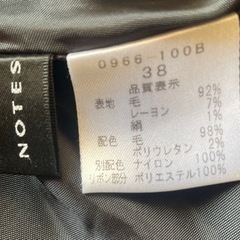 NOTES
0966-100B
38
品質表示
表地 毛 92%
レーヨン 7%
絹 1%
配色 毛 98%
ポリウレタン 2%
別配色 ナイロン 100%
リボン部分 ポリエステル100%